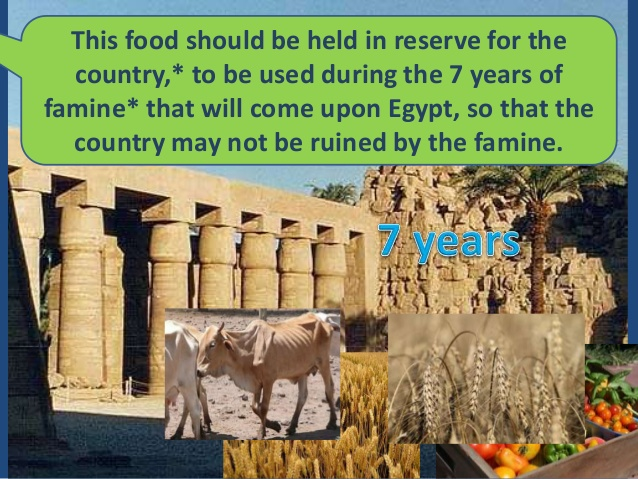 This food should be held in reserve for the
country,* to be used during the 7 years of
famine* that will come upon Egypt, so that the
country may not be ruined by the famine.
7 years